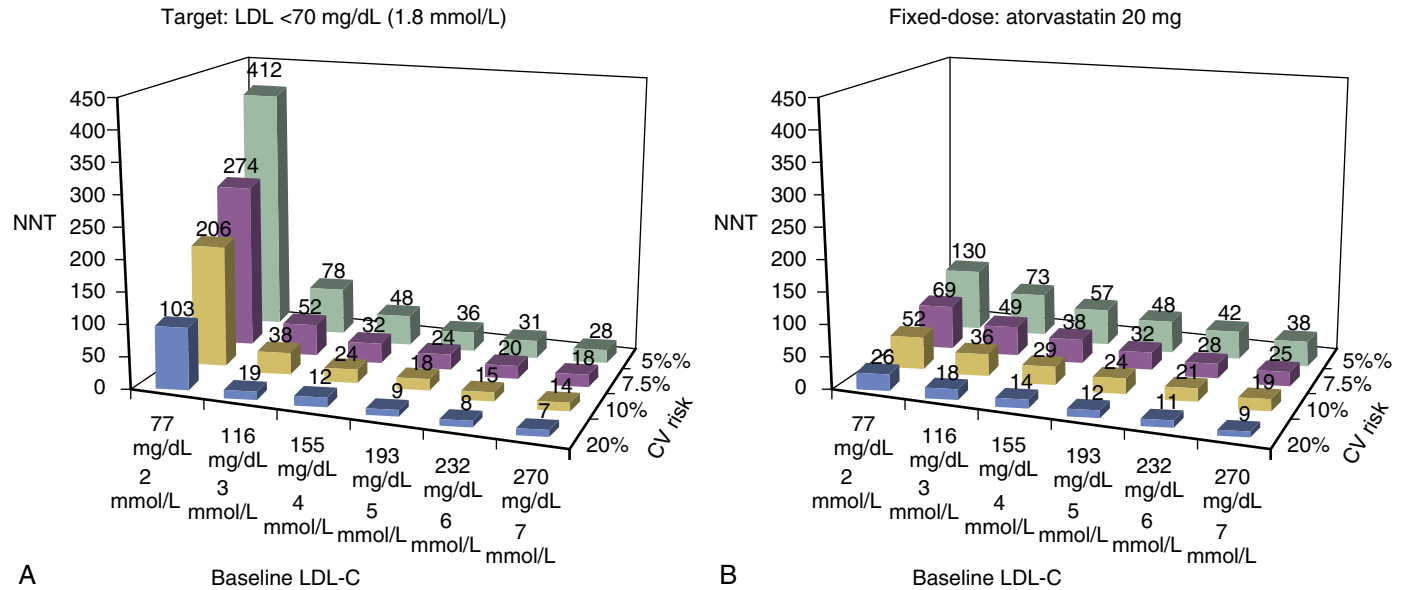 Target: LDL <70 mg/dL (1.8 mmol/L)
NNT
450
400
350
300
250
200
150
100
50
0
412
274
206
103
78
52
38
19
48
32
24
12
36
24
18
9
31
20
15
8
28
18
14
7
5%%
7.5%
10%
20%
CV risk
77 mg/dL
2 mmol/L
116 mg/dL
3 mmol/L
155 mg/dL
4 mmol/L
193 mg/dL
5 mmol/L
232 mg/dL
6 mmol/L
270 mg/dL
7 mmol/L
A
Baseline LDL-C
Fixed-dose: atorvastatin 20 mg
NNT
450
400
350
300
250
200
150
100
50
0
130
69
52
26
73
49
36
18
57
38
29
14
48
32
24
12
42
28
21
11
38
25
19
9
5%%
7.5%
10%
20%
CV risk
77 mg/dL
2 mmol/L
116 mg/dL
3 mmol/L
155 mg/dL
4 mmol/L
193 mg/dL
5 mmol/L
232 mg/dL
6 mmol/L
270 mg/dL
7 mmol/L
B
Baseline LDL-C